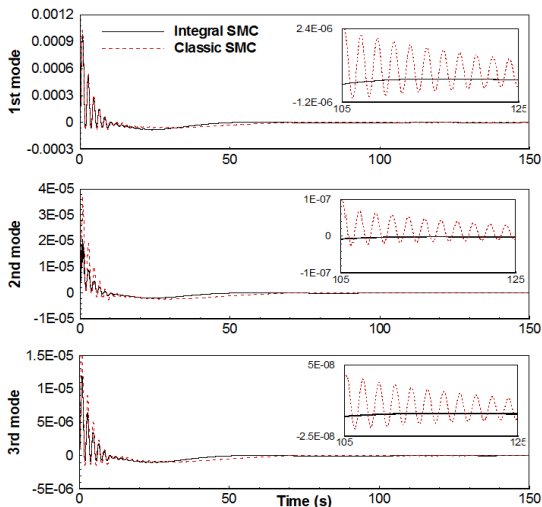 0.0012
0.0009
0.0006
0.0003
0
-0.0003
1st mode
Integral SMC
Classic SMC
2.4E-06
-1.2E-06
105
125
0
50
100
150
4E-05
3E-05
2E-05
1E-05
0
-1E-05
2nd mode
1E-07
0
-1E-07
105
125
0
50
100
150
1.5E-05
1E-05
5E-06
0
-5E-06
3rd mode
5E-08
-2.5E-08
105
125
0
50
100
150
Time (s)